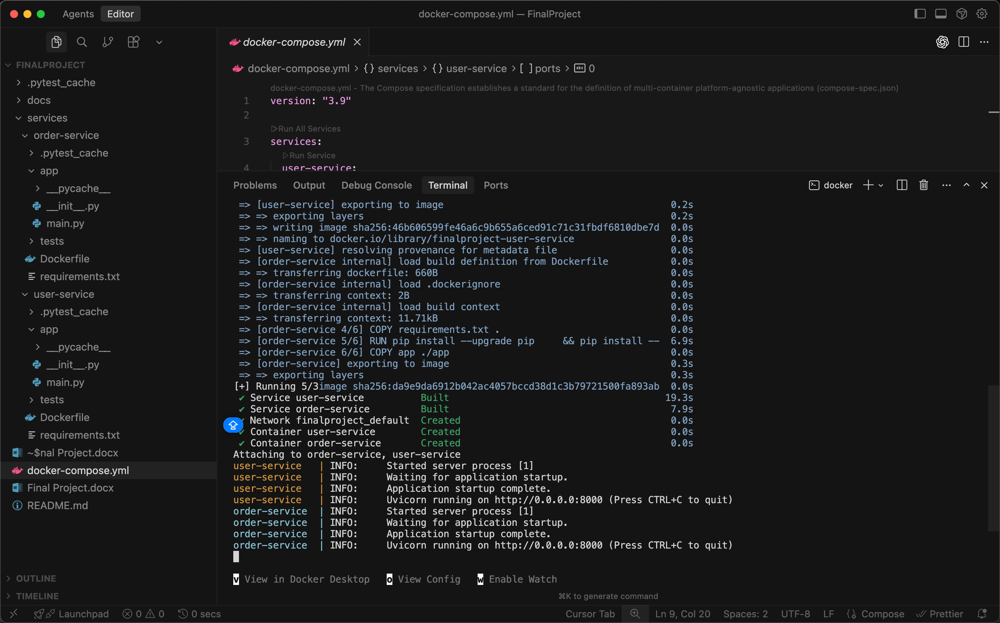 Agents Editor docker-compose.yml — FinalProject
FINALPROJECT
.pytest_cache
docs
services
order-service
.pytest_cache
app
__pycache__
__init__.py
main.py
tests
Dockerfile
requirements.txt
user-service
.pytest_cache
app
__pycache__
__init__.py
main.py
tests
Dockerfile
requirements.txt
~$nal Project.docx
docker-compose.yml
Final Project.docx
README.md
OUTLINE
TIMELINE
docker-compose.yml
docker-compose.yml > {} services > {} user-service > [ ] ports > abc 0
docker-compose.yml - The Compose specification establishes a standard for the definition of multi-container platform-agnostic applications (compose-spec.json)
1 version: "3.9"
2
Run All Services
3 services:
Run Service
4 user-service:
Problems Output Debug Console Terminal Ports docker
=> [user-service] exporting to image 0.2s
=> => exporting layers 0.2s
=> => writing image sha256:46b606599fe46a6c9b655a6ced91c71c31fbdf6810dbe7d 0.0s
=> => naming to docker.io/library/finalproject-user-service 0.0s
=> [user-service] resolving provenance for metadata file 0.0s
=> [order-service internal] load build definition from Dockerfile 0.0s
=> => transferring dockerfile: 660B 0.0s
=> [order-service internal] load .dockerignore 0.0s
=> => transferring context: 2B 0.0s
=> [order-service internal] load build context 0.0s
=> => transferring context: 11.71kB 0.0s
=> [order-service 4/6] COPY requirements.txt . 0.0s
=> [order-service 5/6] RUN pip install --upgrade pip && pip install -- 6.9s
=> [order-service 6/6] COPY app ./app 0.0s
=> [order-service] exporting to image 0.3s
=> => exporting layers 0.3s
[+] Running 5/3image sha256:da9e9da6912b042ac4057bccd38d1c3b79721500fa893ab 0.0s
✔ Service user-service Built 19.3s
✔ Service order-service Built 7.9s
✔ Network finalproject_default Created 0.0s
✔ Container user-service Created 0.0s
✔ Container order-service Created 0.0s
Attaching to order-service, user-service
user-service | INFO: Started server process [1]
user-service | INFO: Waiting for application startup.
user-service | INFO: Application startup complete.
user-service | INFO: Uvicorn running on http://0.0.0.0:8000 (Press CTRL+C to quit)
order-service | INFO: Started server process [1]
order-service | INFO: Waiting for application startup.
order-service | INFO: Application startup complete.
order-service | INFO: Uvicorn running on http://0.0.0.0:8000 (Press CTRL+C to quit)
v View in Docker Desktop o View Config w Enable Watch
⌘K to generate command
Launchpad 0 0 0 secs Cursor Tab Ln 9, Col 20 Spaces: 2 UTF-8 LF Compose Prettier